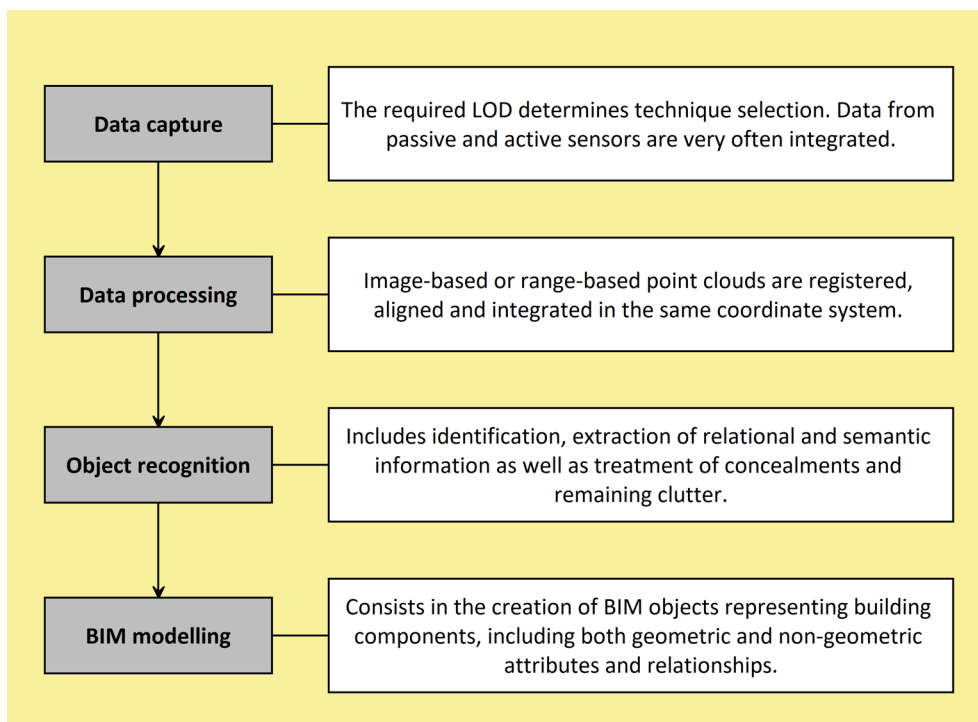 Data capture
The required LOD determines technique selection. Data from
passive and active sensors are very often integrated.
Data processing
Image-based or range-based point clouds are registered,
aligned and integrated in the same coordinate system.
Object recognition
Includes identification, extraction of relational and semantic
information as well as treatment of concealments and
remaining clutter.
BIM modelling
Consists in the creation of BIM objects representing building
components, including both geometric and non-geometric
attributes and relationships.